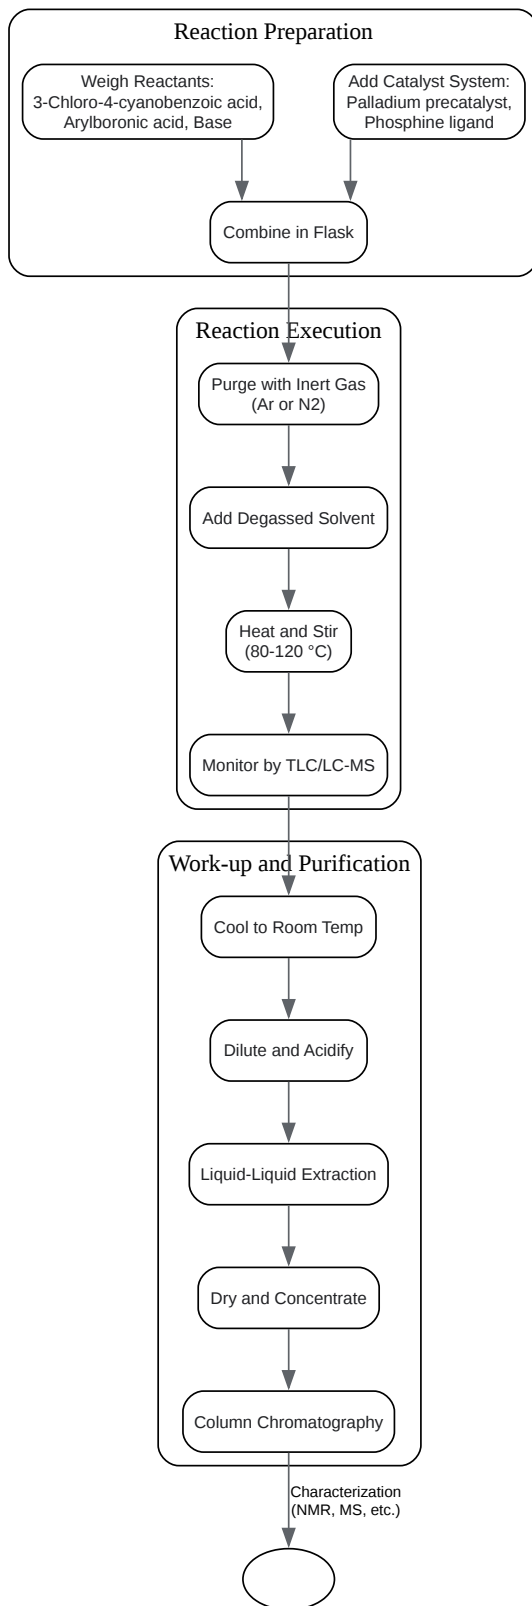 Reaction Preparation
Weigh Reactants:
3-Chloro-4-cyanobenzoic acid,
Arylboronic acid, Base
Add Catalyst System:
Palladium precatalyst,
Phosphine ligand
Combine in Flask
Reaction Execution
Purge with Inert Gas
(Ar or N2)
Add Degassed Solvent
Heat and Stir
(80-120 °C)
Monitor by TLC/LC-MS
Work-up and Purification
Cool to Room Temp
Dilute and Acidify
Liquid-Liquid Extraction
Dry and Concentrate
Column Chromatography
Characterization
(NMR, MS, etc.)